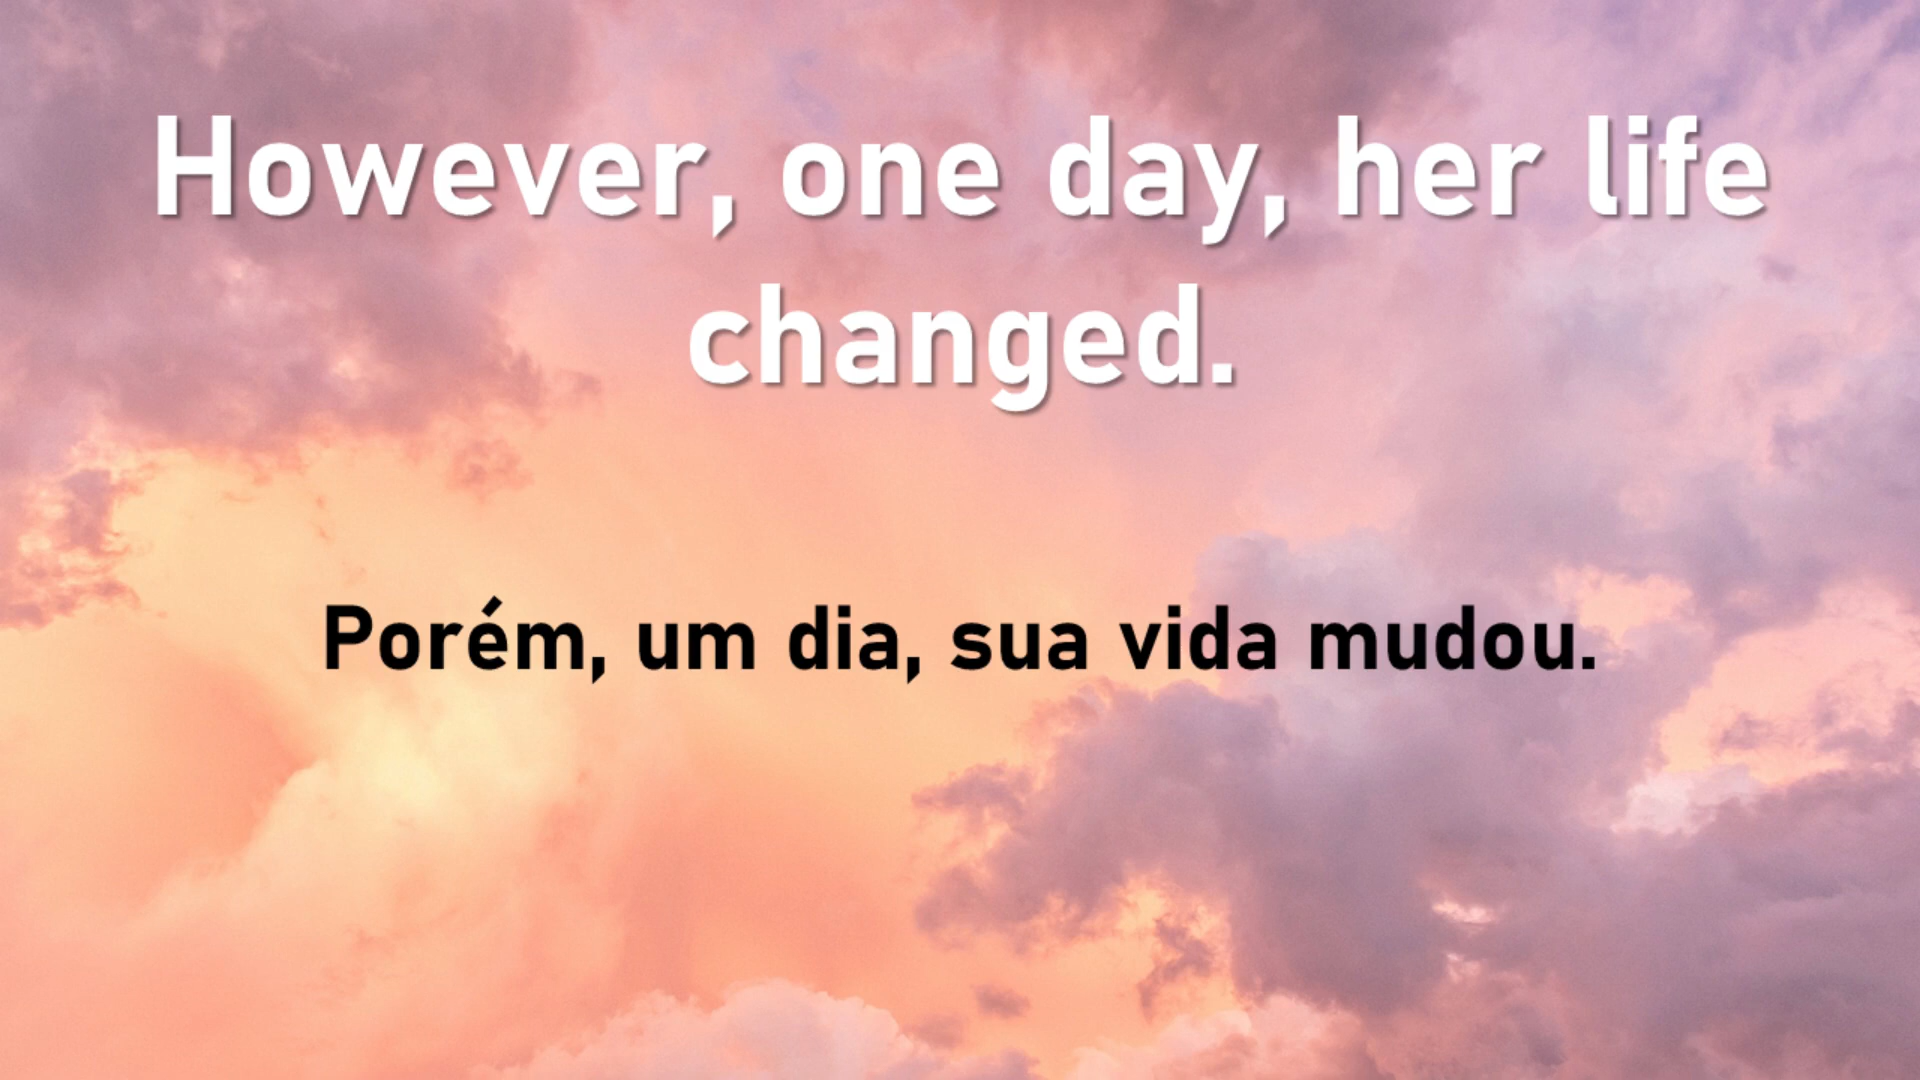 However, one day, her life
changed.
Porém, um dia, sua vida mudou.